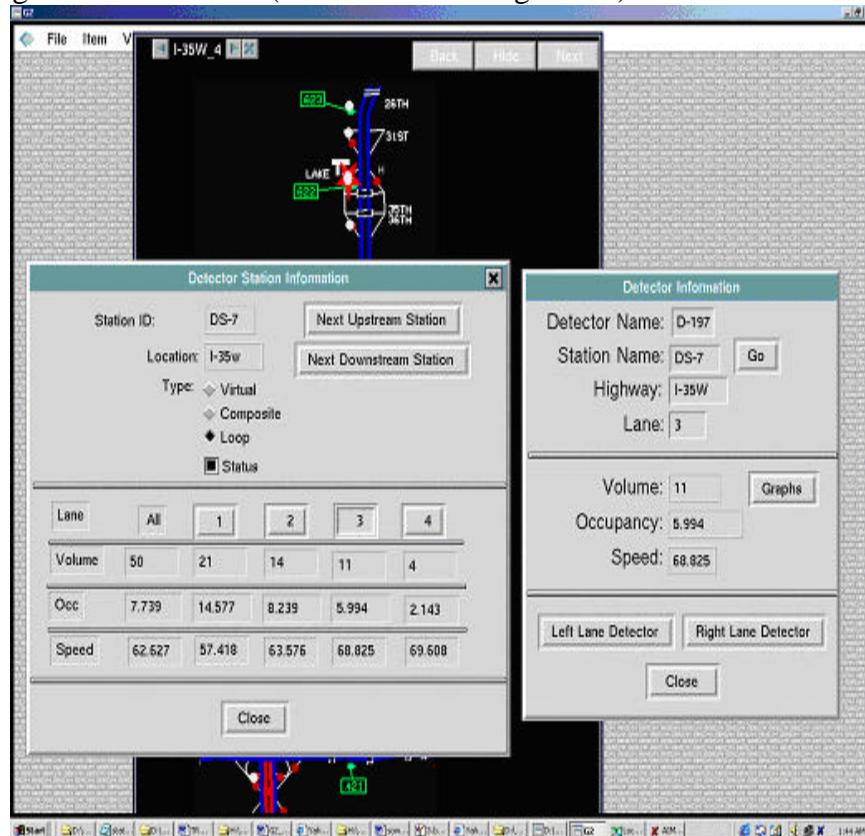 G2
File Item V
I-35W_4
Back Hide Next
623
26TH
31ST
LAKE
H
622
35TH
36TH
Detector Station Information
Station ID: DS-7 Next Upstream Station
Location: I-35w Next Downstream Station
Type: Virtual
Composite
Loop
Status
Lane All 1 2 3 4
Volume 50 21 14 11 4
Occ 7.739 14.577 8.239 5.994 2.143
Speed 62.627 57.418 63.576 68.825 69.608
Close
Detector Information
Detector Name: D-197
Station Name: DS-7 Go
Highway: I-35W
Lane: 3
Volume: 11 Graphs
Occupancy: 5.994
Speed: 68.825
Left Lane Detector Right Lane Detector
Close
421
Start G2